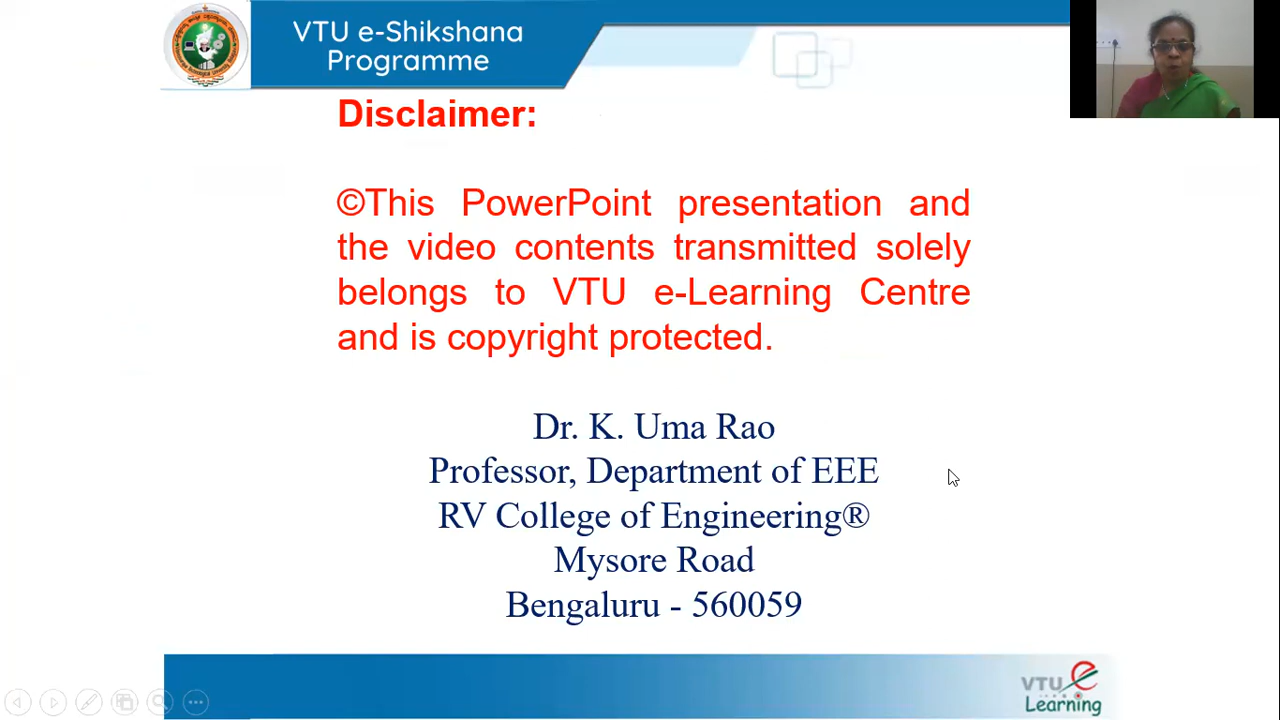 VTU e-Shikshana
Programme
Disclaimer:
©This PowerPoint presentation and
the video contents transmitted solely
belongs to VTU e-Learning Centre
and is copyright protected.
Dr. K. Uma Rao
Professor, Department of EEE
RV College of Engineering®
Mysore Road
Bengaluru - 560059
VTU e
Learning